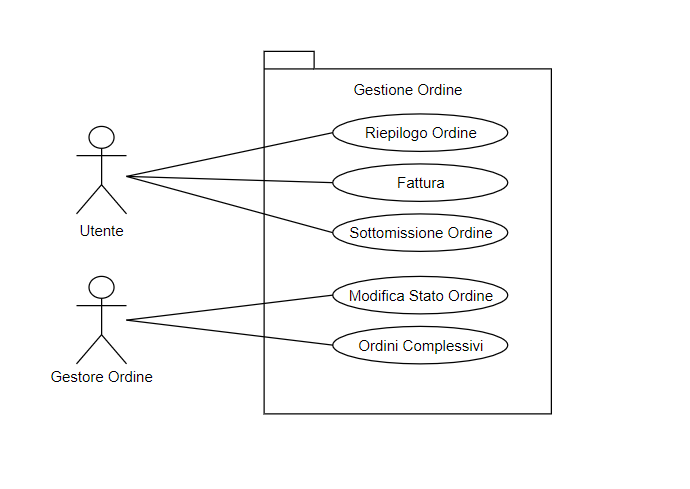 Gestione Ordine
Riepilogo Ordine
Fattura
Sottomissione Ordine
Utente
Modifica Stato Ordine
Ordini Complessivi
Gestore Ordine